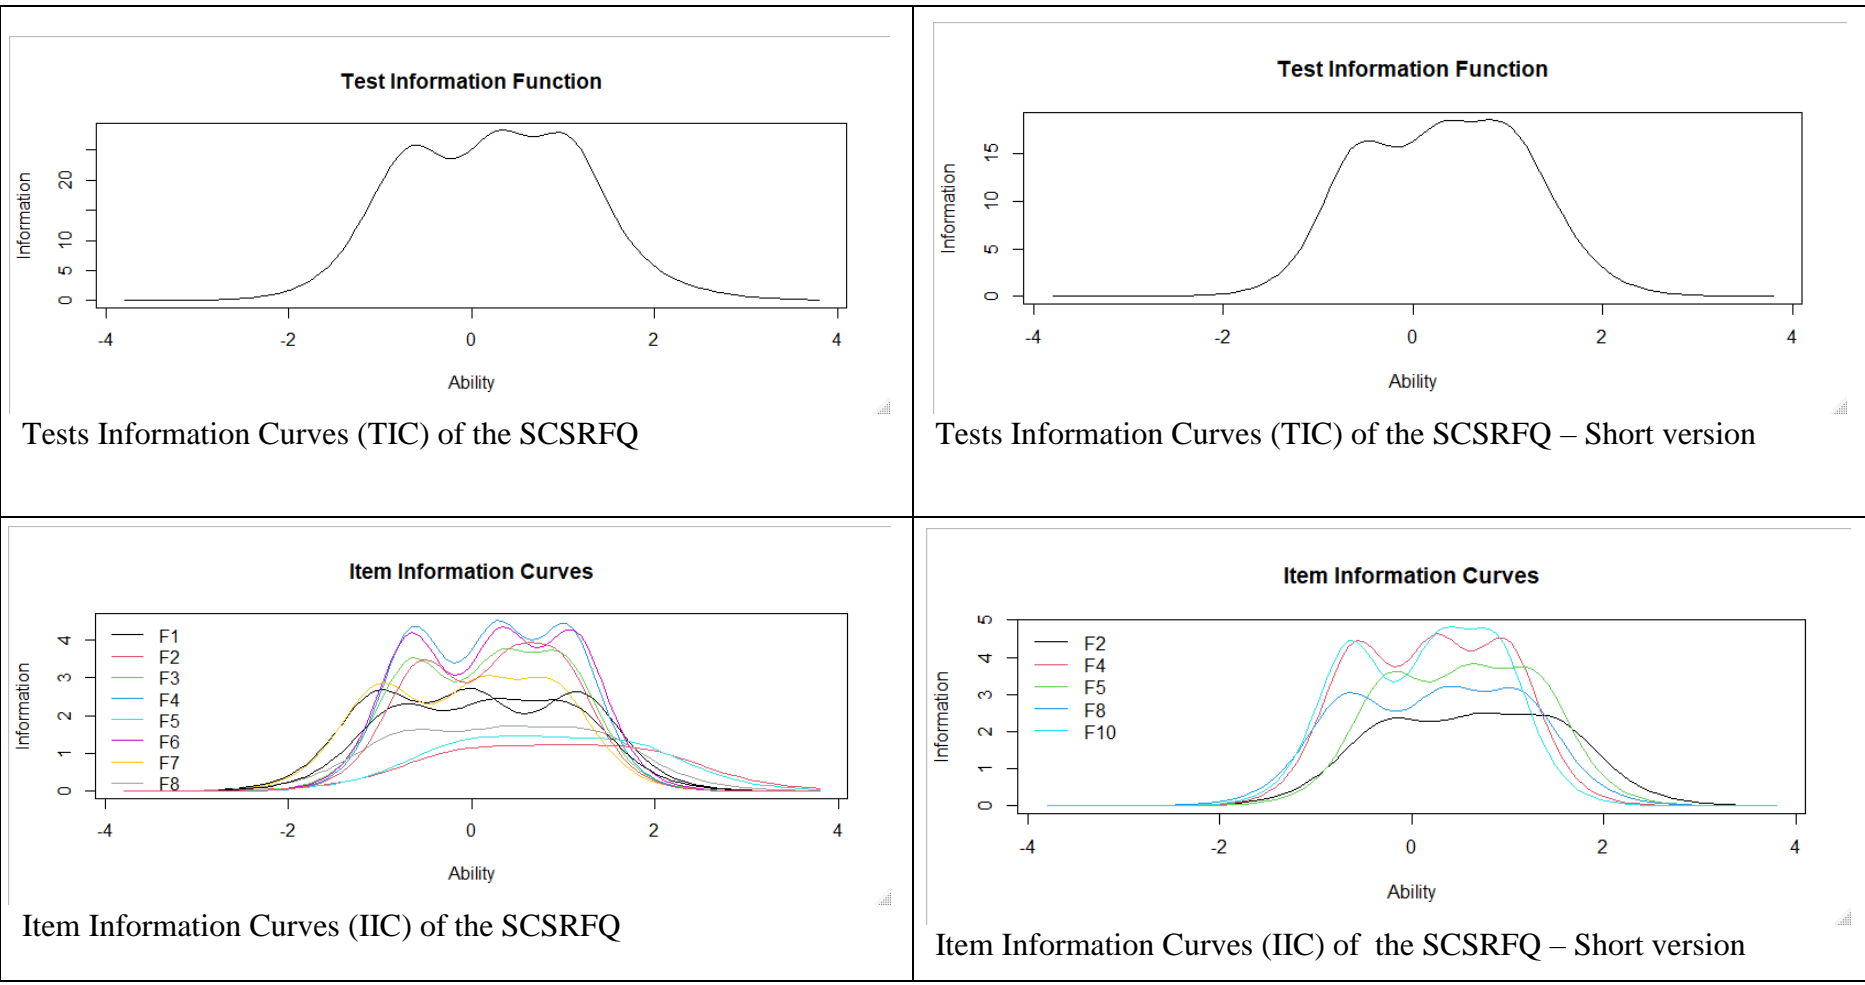 Test Information Function
Information
20
10
5
0
-4
-2
0
2
4
Ability
Tests Information Curves (TIC) of the SCSRFQ
Test Information Function
Information
15
10
5
0
-4
-2
0
2
4
Ability
Tests Information Curves (TIC) of the SCSRFQ – Short version
Item Information Curves
Information
4
3
2
1
0
F1
F2
F3
F4
F5
F6
F7
F8
-4
-2
0
2
4
Ability
Item Information Curves (IIC) of the SCSRFQ
Item Information Curves
Information
5
4
3
2
1
0
F2
F4
F5
F8
F10
-4
-2
0
2
4
Ability
Item Information Curves (IIC) of the SCSRFQ – Short version